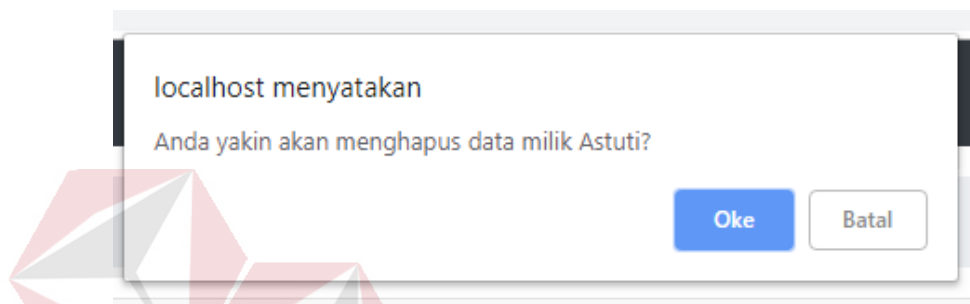 localhost menyatakan
Anda yakin akan menghapus data milik Astuti?
Oke Batal